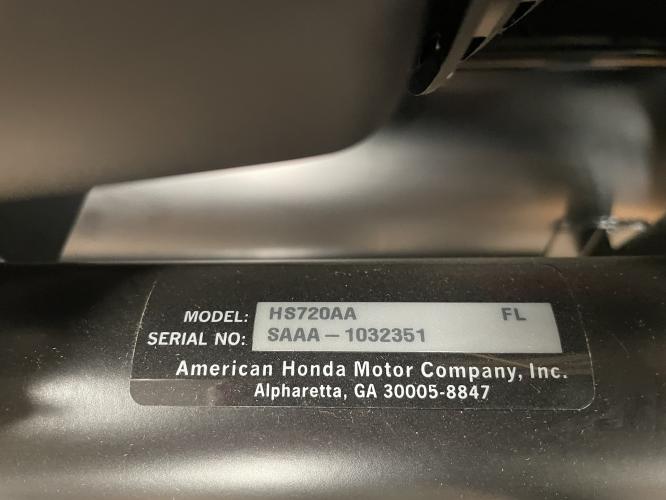 MODEL: HS720AA FL
SERIAL NO: SAAA – 1032351
American Honda Motor Company, Inc.
Alpharetta, GA 30005-8847